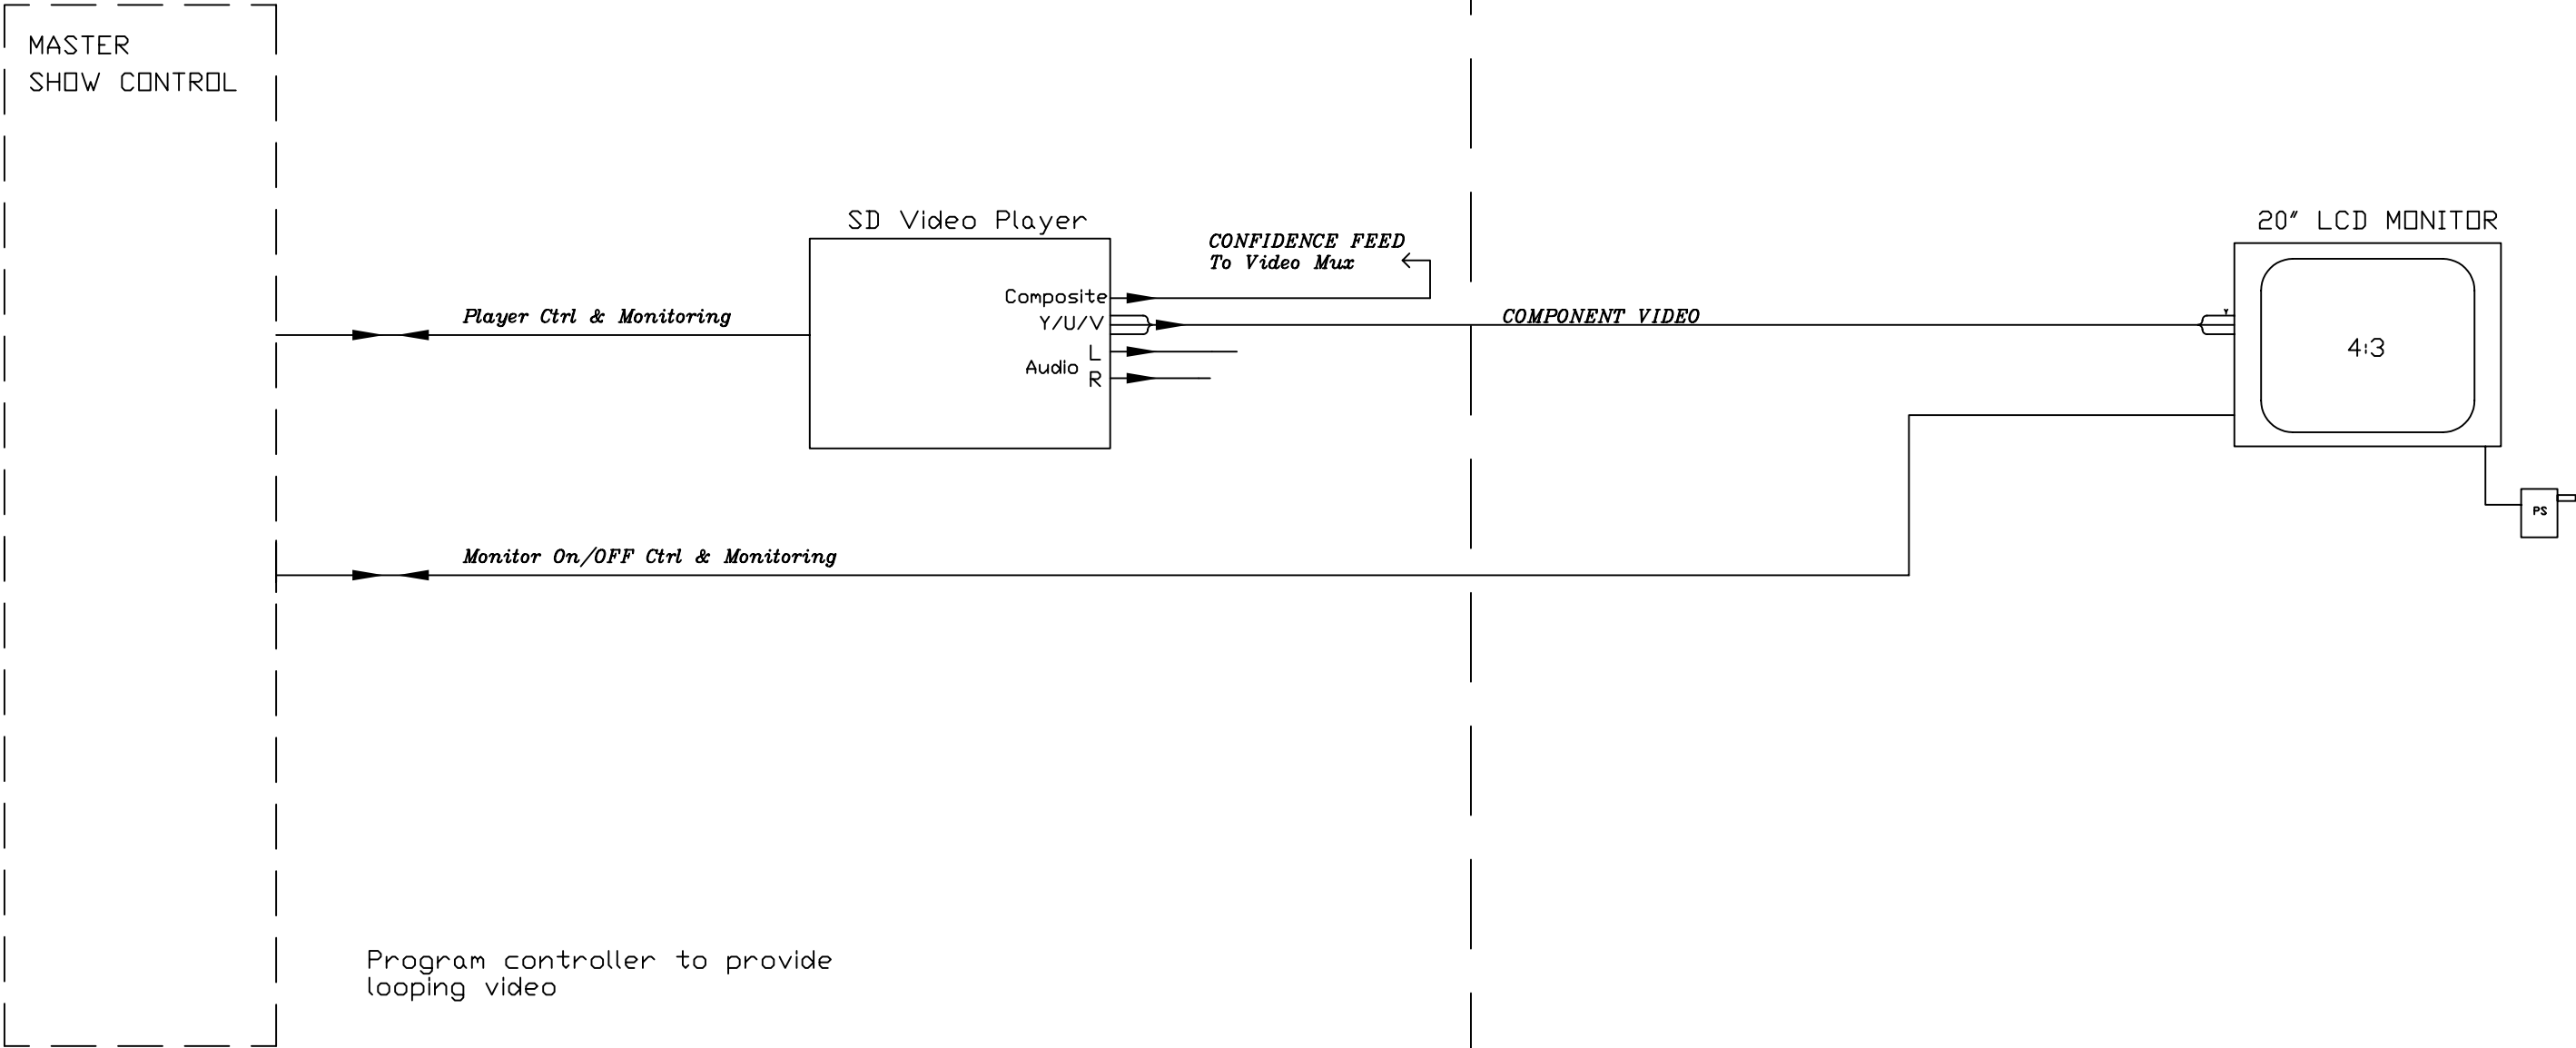 MASTER
SHOW CONTROL
SD Video Player
20" LCD MONITOR
CONFIDENCE FEED
To Video Mux
Composite
Player Ctrl & Monitoring
Y/U/V
COMPONENT VIDEO
4:3
L
Audio
R
PS
Monitor On/OFF Ctrl & Monitoring
Program controller to provide
looping video